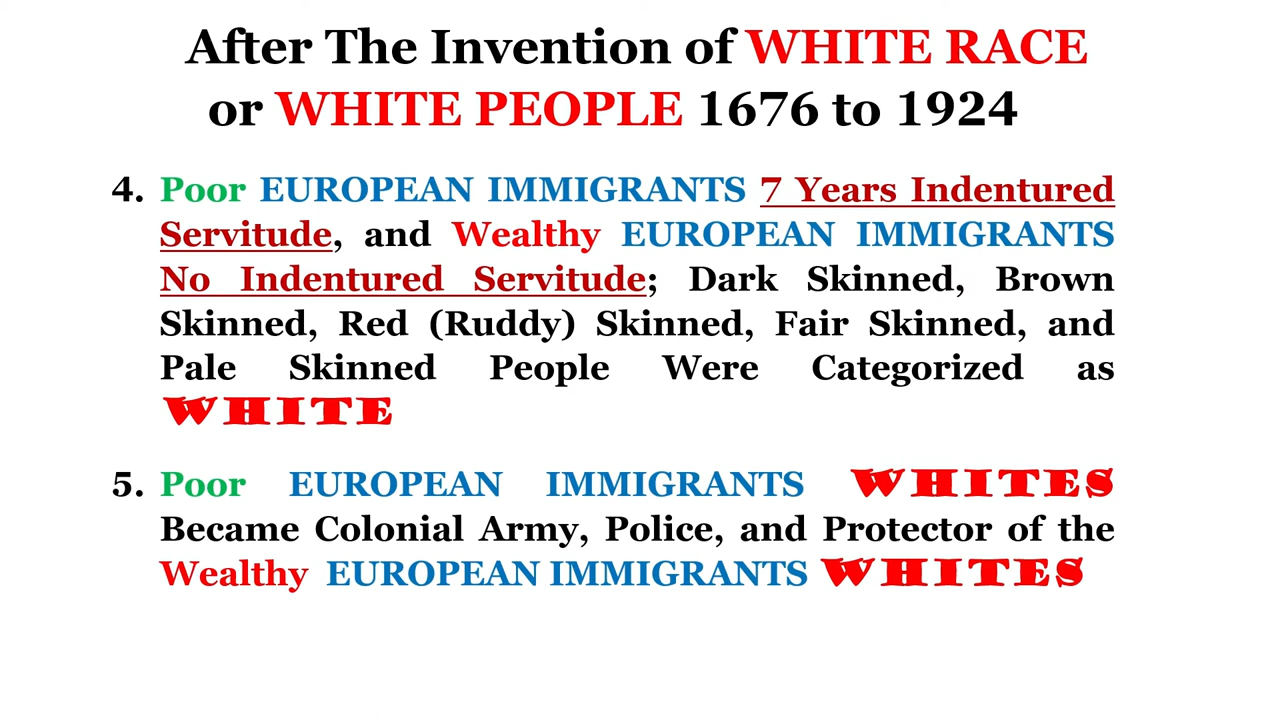 After The Invention of WHITE RACE
or WHITE PEOPLE 1676 to 1924
4. Poor EUROPEAN IMMIGRANTS 7 Years Indentured
Servitude, and Wealthy EUROPEAN IMMIGRANTS
No Indentured Servitude; Dark Skinned, Brown
Skinned, Red (Ruddy) Skinned, Fair Skinned, and
Pale Skinned People Were Categorized as
WHITE
5. Poor EUROPEAN IMMIGRANTS WHITES
Became Colonial Army, Police, and Protector of the
Wealthy EUROPEAN IMMIGRANTS WHITES